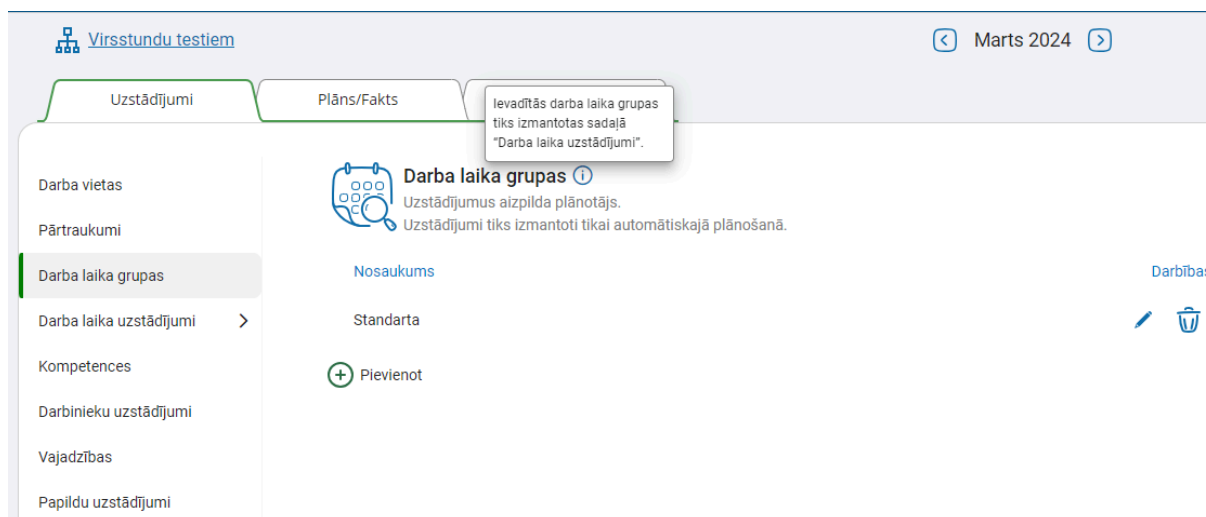 Virsstundu testiem
Marts 2024
Uzstādījumi
Plāns/Fakts
Ievadītās darba laika grupas
tiks izmantotas sadaļā
“Darba laika uzstādījumi”.
Darba vietas
Pārtraukumi
Darba laika grupas
Darba laika uzstādījumi
Kompetences
Darbinieku uzstādījumi
Vajadzības
Papildu uzstādījumi
Darba laika grupas
Uzstādījumus aizpilda plānotājs.
Uzstādījumi tiks izmantoti tikai automātiskajā plānošanā.
Nosaukums
Darbības
Standarta
Pievienot